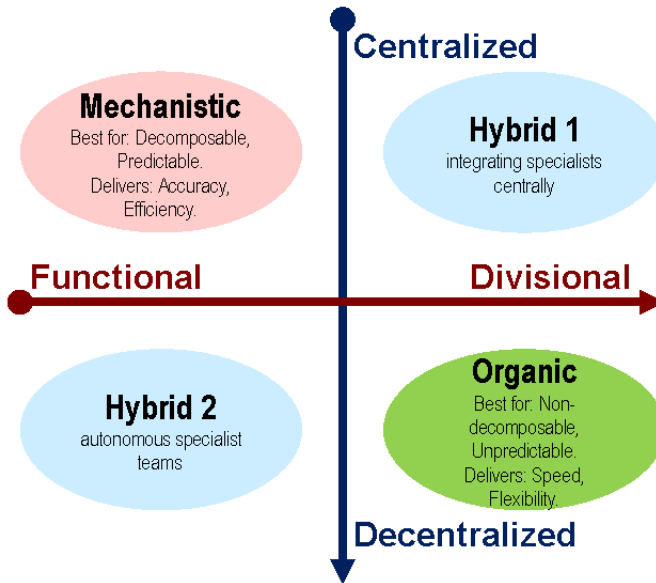 Centralized
Mechanistic
Best for: Decomposable,
Predictable.
Delivers: Accuracy,
Efficiency.
Hybrid 1
integrating specialists
centrally
Functional
Divisional
Hybrid 2
autonomous specialist
teams
Organic
Best for: Non-
decomposable,
Unpredictable.
Delivers: Speed,
Flexibility.
Decentralized